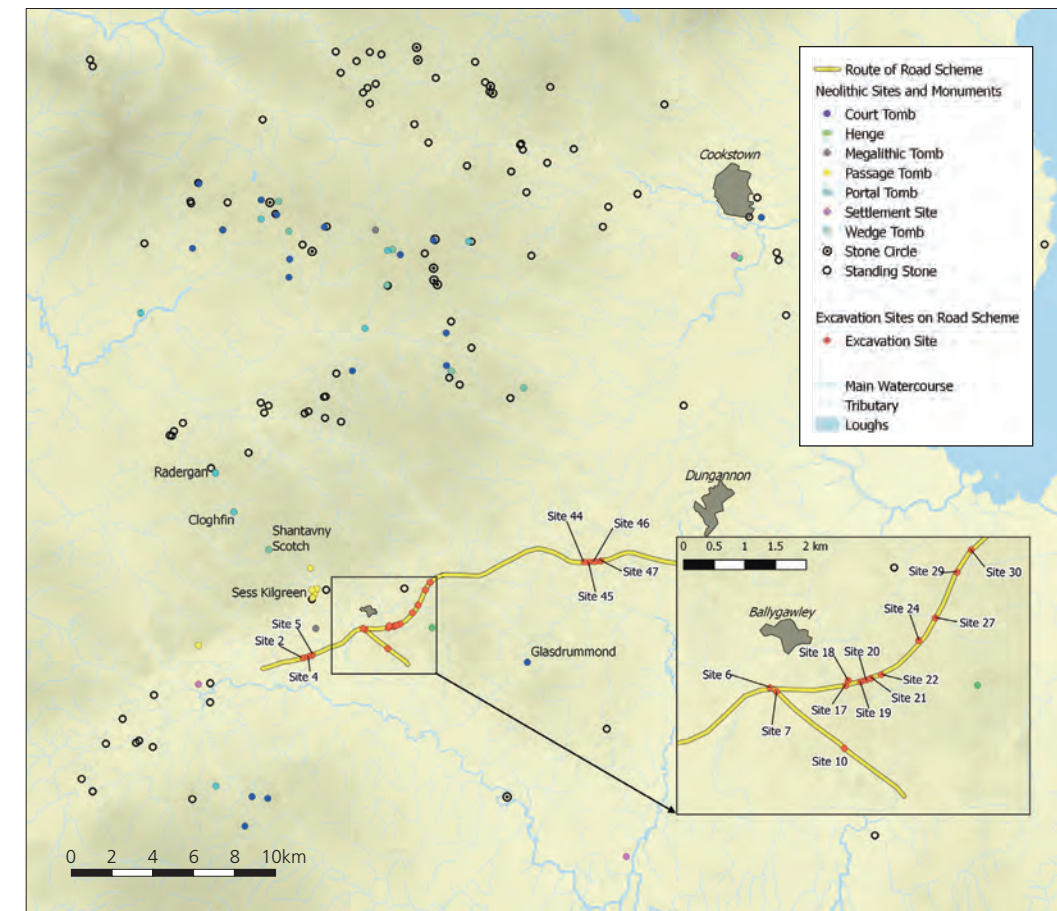 Route of Road Scheme
Neolithic Sites and Monuments
Court Tomb
Henge
Megalithic Tomb
Passage Tomb
Portal Tomb
Settlement Site
Wedge Tomb
Stone Circle
Standing Stone
Excavation Sites on Road Scheme
Excavation Site
Main Watercourse
Tributary
Loughs
Cookstown
Radergan
Cloghfin
Shantavny
Scotch
Sess Kilgreen
Site 5
Site 2
Site 4
Site 44
Site 46
Site 47
Site 45
Dungannon
Glasdrummond
0 0.5 1 1.5 2 km
Ballygawley
Site 30
Site 29
Site 24
Site 27
Site 20
Site 18
Site 22
Site 6
Site 21
Site 17
Site 19
Site 7
Site 10
0 2 4 6 8 10km